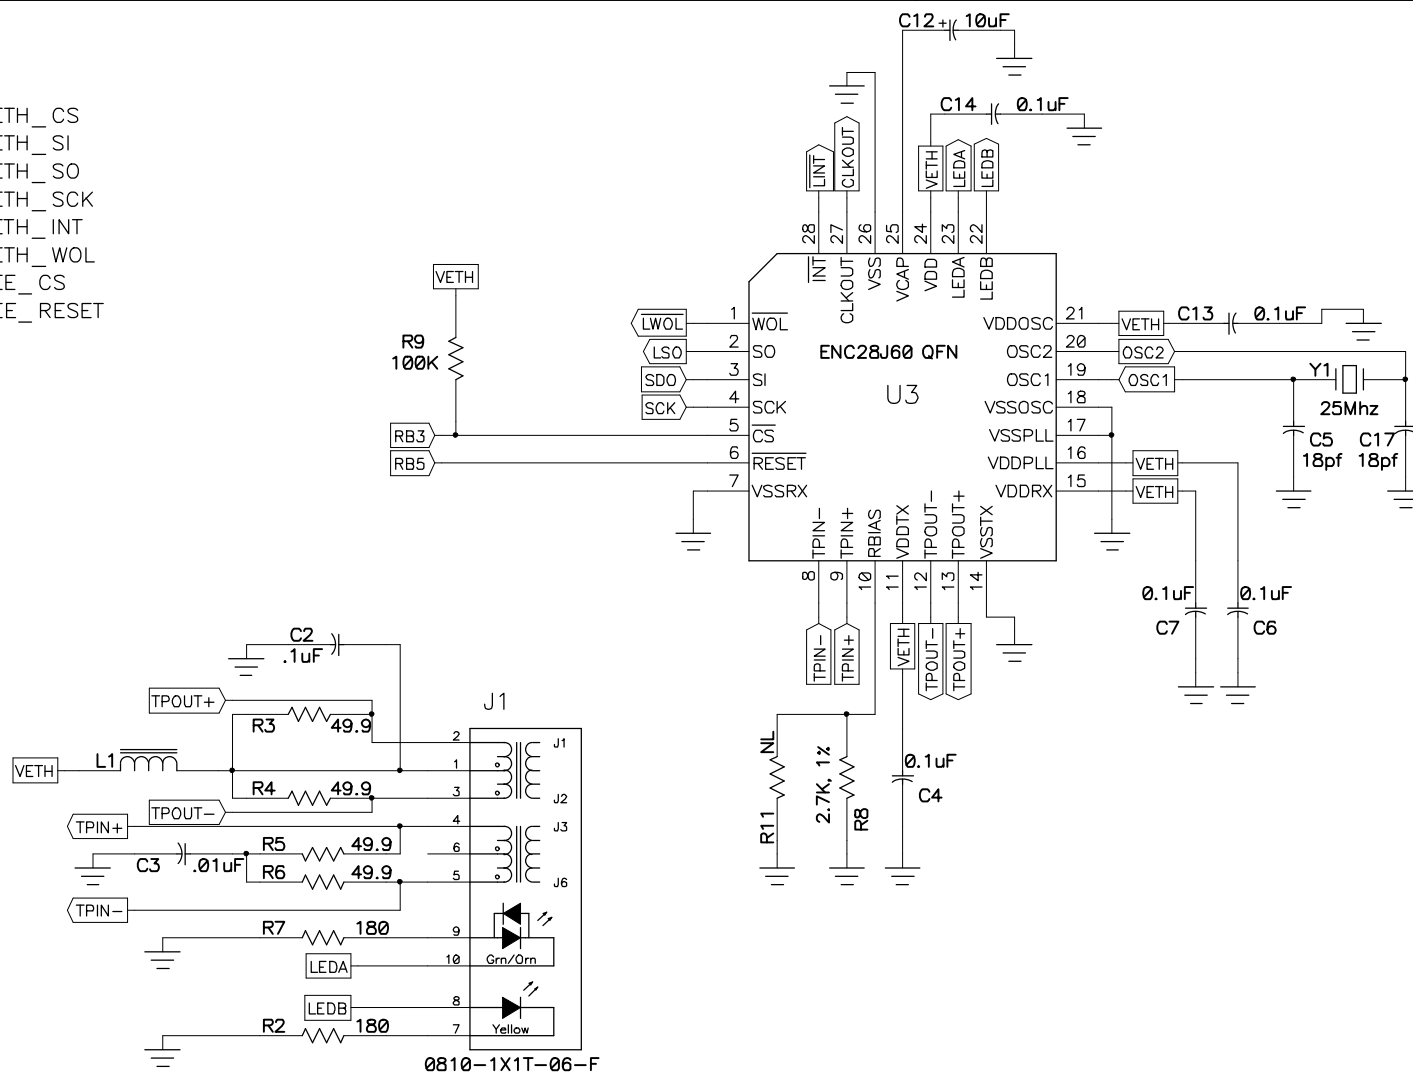 C12 + 10uF
C14 0.1uF
ETH_CS
ETH_SI
ETH_SO
ETH_SCK
ETH_INT
ETH_WOL
EE_CS
EE_RESET
LINT
CLKOUT
VETH
LEDA
LEDB
28 27 26 25 24 23 22
INT
CLKOUT
VSS
VCAP
VDD
LEDA
LEDB
VETH
R9
100K
LWOL 1 WOL
LSO 2 SO
SDO 3 SI
SCK 4 SCK
RB3 5 CS
RB5 6 RESET
7 VSSRX
ENC28J60 QFN
U3
VDDOSC 21 VETH C13 0.1uF
OSC2 20 OSC2
OSC1 19 OSC1 Y1
25Mhz
VSSOSC 18
VSSPLL 17
VDDPLL 16 VETH
VDDRX 15 VETH
C5
18pf
C17
18pf
TPIN-
TPIN+
RBIAS
VDDTX
TPOUT-
TPOUT+
VSSTX
8 9 10 11 12 13 14
TPIN-
TPIN+
VETH
TPOUT-
TPOUT+
0.1uF
C7
0.1uF
C6
C2
.1uF
TPOUT+
R3 49.9
VETH L1
R4 49.9
TPOUT-
TPIN+
C3 .01uF
R5 49.9
R6 49.9
TPIN-
R7 180
LEDA
LEDB
R2 180
J1
2 J1
1
3 J2
4 J3
6
5 J6
9
10 Grn/Orn
8
7 Yellow
0810-1X1T-06-F
NL
R11
2.7K, 1%
R8
0.1uF
C4